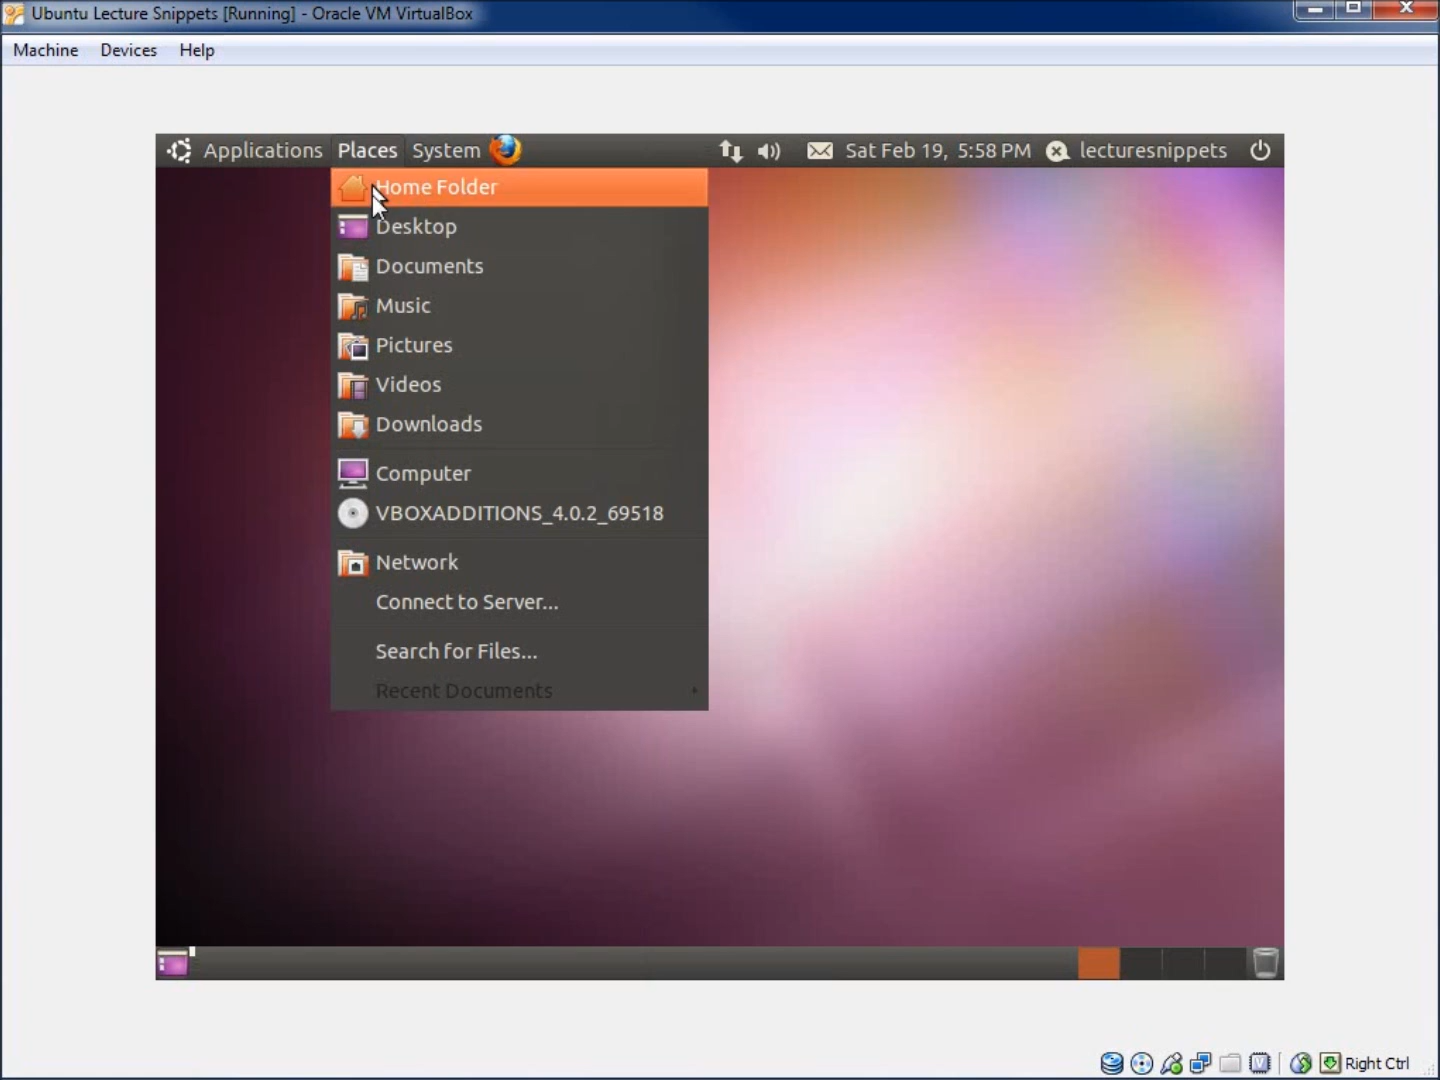 Ubuntu Lecture Snippets [Running] - Oracle VM VirtualBox
Machine Devices Help
Applications Places System Sat Feb 19, 5:58 PM lecturesnippets
Home Folder
Desktop
Documents
Music
Pictures
Videos
Downloads
Computer
VBOXADDITIONS_4.0.2_69518
Network
Connect to Server...
Search for Files...
Recent Documents
Right Ctrl